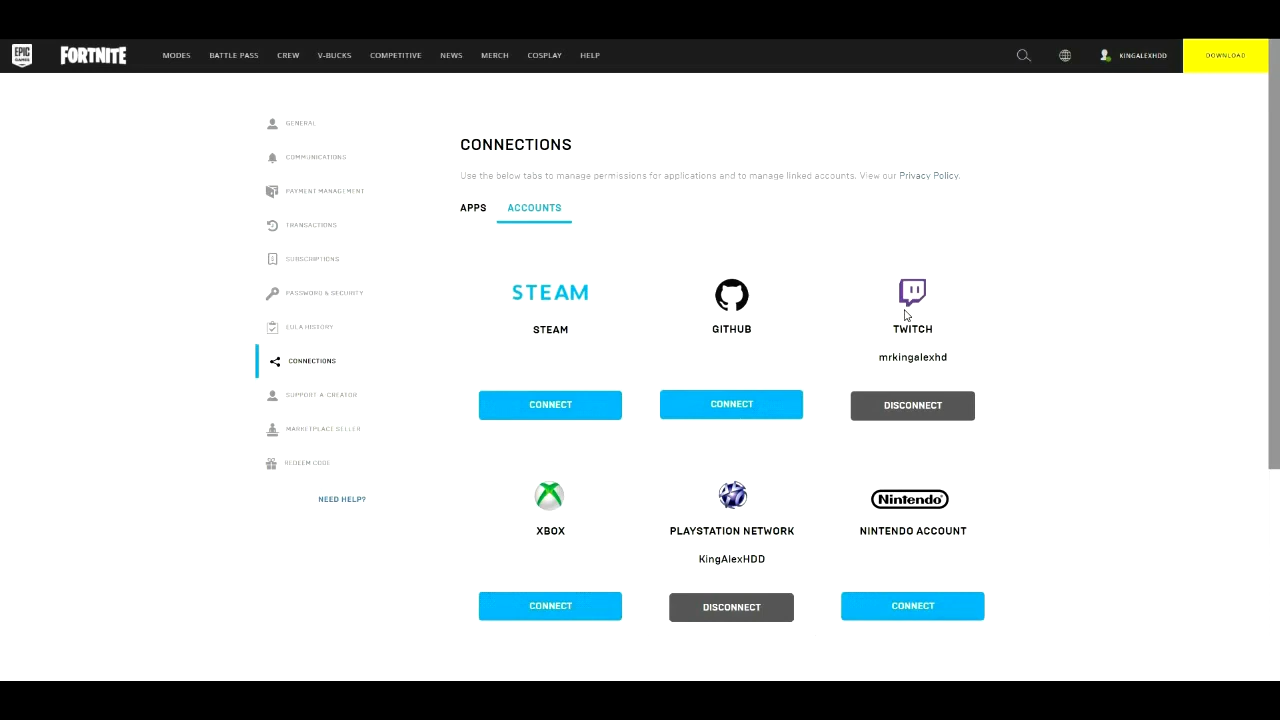 EPIC GAMES
FORTNITE
MODES BATTLE PASS CREW V-BUCKS COMPETITIVE NEWS MERCH COSPLAY HELP KINGALEXHDD DOWNLOAD
GENERAL
COMMUNICATIONS
PAYMENT MANAGEMENT
TRANSACTIONS
SUBSCRIPTIONS
PASSWORD & SECURITY
EULA HISTORY
CONNECTIONS
SUPPORT-A-CREATOR
MARKETPLACE SELLER
REDEEM CODE
NEED HELP?
CONNECTIONS
Use the below tabs to manage permissions for applications and to manage linked accounts. View our Privacy Policy.
APPS ACCOUNTS
STEAM
STEAM GITHUB TWITCH
mrkingalexhd
CONNECT CONNECT DISCONNECT
Nintendo
XBOX PLAYSTATION NETWORK NINTENDO ACCOUNT
KingAlexHDD
CONNECT DISCONNECT CONNECT